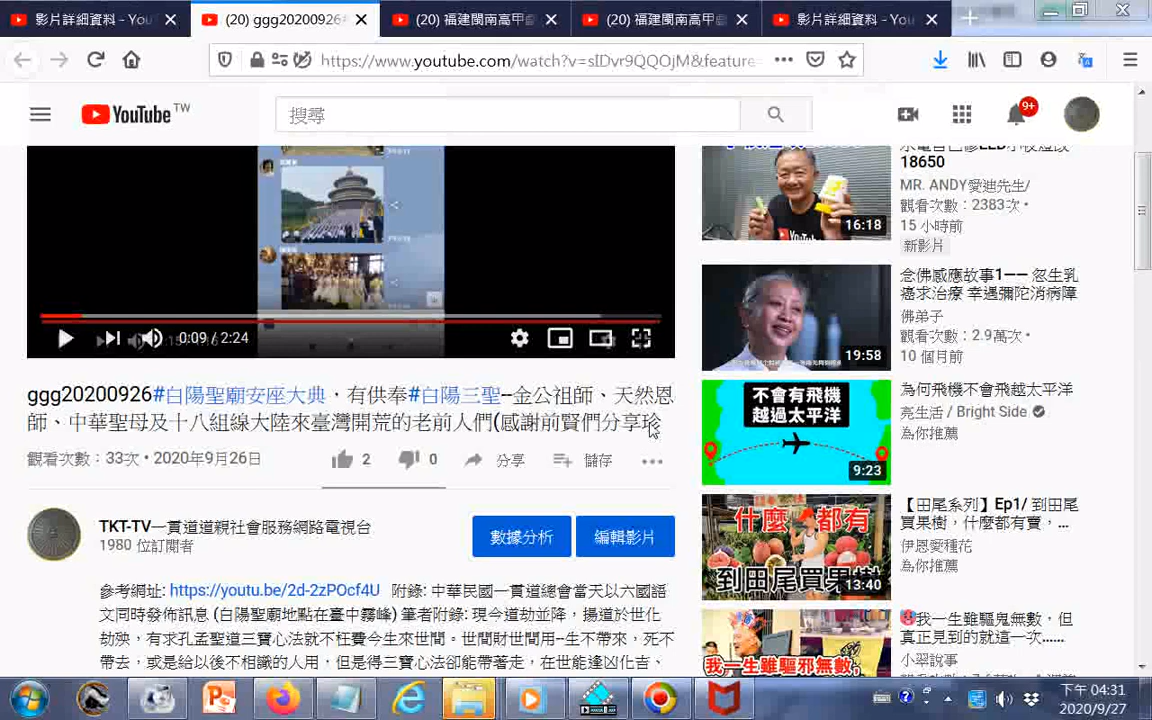 影片詳細資料 - You
(20) ggg20200926#
(20) 福建閩南高甲
(20) 福建閩南高甲
影片詳細資料 - You
https://www.youtube.com/watch?v=sIDvr9QQOjM&feature=
YouTube TW
搜尋
9+
0:09 / 2:24
ggg20200926#白陽聖廟安座大典，有供奉#白陽三聖--金公祖師、天然恩
師、中華聖母及十八組線大陸來臺灣開荒的老前人們(感謝前賢們分享珍
觀看次數：33次 • 2020年9月26日
2
0
分享
儲存
TKT-TV一貫道道親社會服務網路電視台
1980 位訂閱者
數據分析
編輯影片
參考網址: https://youtu.be/2d-2zPOcf4U 附錄: 中華民國一貫道總會當天以六國語
文同時發佈訊息 (白陽聖廟地點在臺中霧峰) 筆者附錄: 現今道劫並降，揚道於世化
劫殃，有求孔孟聖道三寶心法就不枉費今生來世間。世間財世間用--生不帶來，死不
帶去，或是給以後不相識的人用，但是得三寶心法卻能帶著走，在世能逢凶化吉、
18650
MR. ANDY愛迪先生/
觀看次數：2383次 •
15 小時前
新影片
16:18
念佛感應故事1一一 忽生乳
癌求治療 幸遇彌陀消病障
佛弟子
觀看次數：2.9萬次 •
10 個月前
19:58
不會有飛機
越過太平洋
9:23
為何飛機不會飛越太平洋
亮生活 / Bright Side
為你推薦
什麼都有
到田尾買果樹
13:40
【田尾系列】Ep1/ 到田尾
買果樹，什麼都有賣，...
伊恩愛種花
為你推薦
我一生雖驅邪無數
我一生雖驅鬼無數，但
真正見到的就這一次......
小翠說事
下午 04:31
2020/9/27